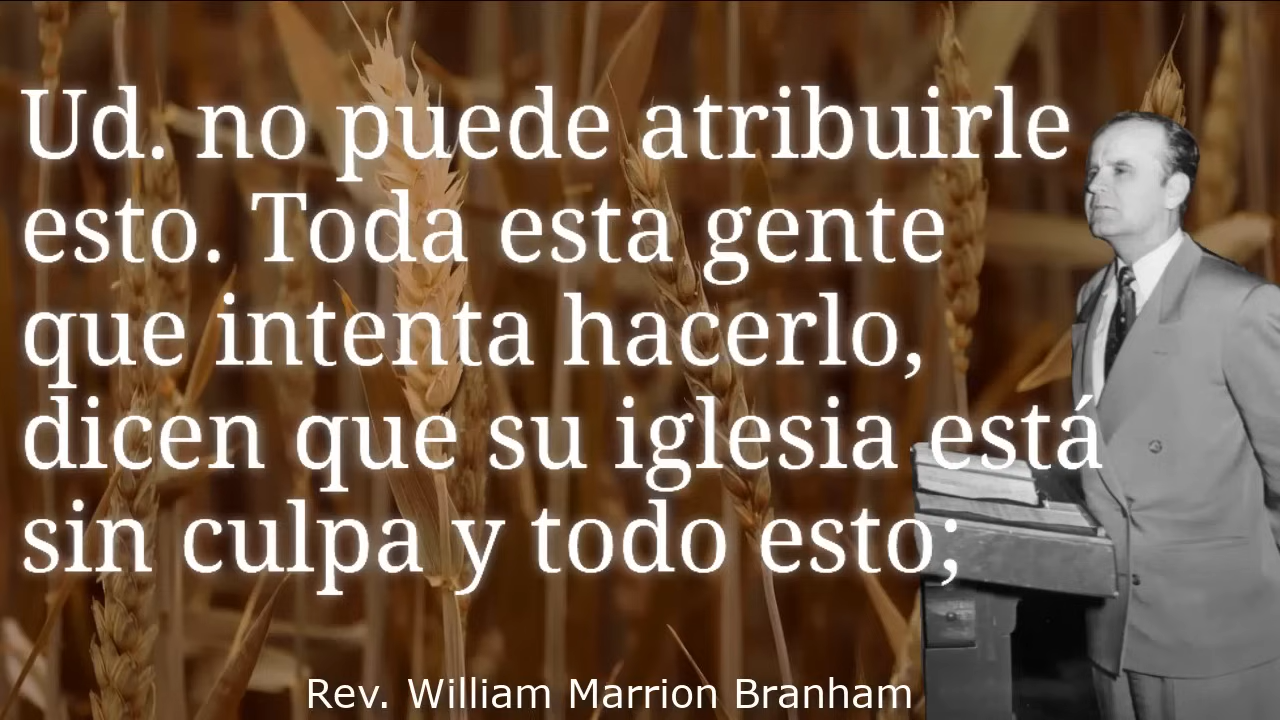 Ud. no puede atribuirle
esto. Toda esta gente
que intenta hacerlo,
dicen que su iglesia está
sin culpa y todo esto;
Rev. William Marrion Branham